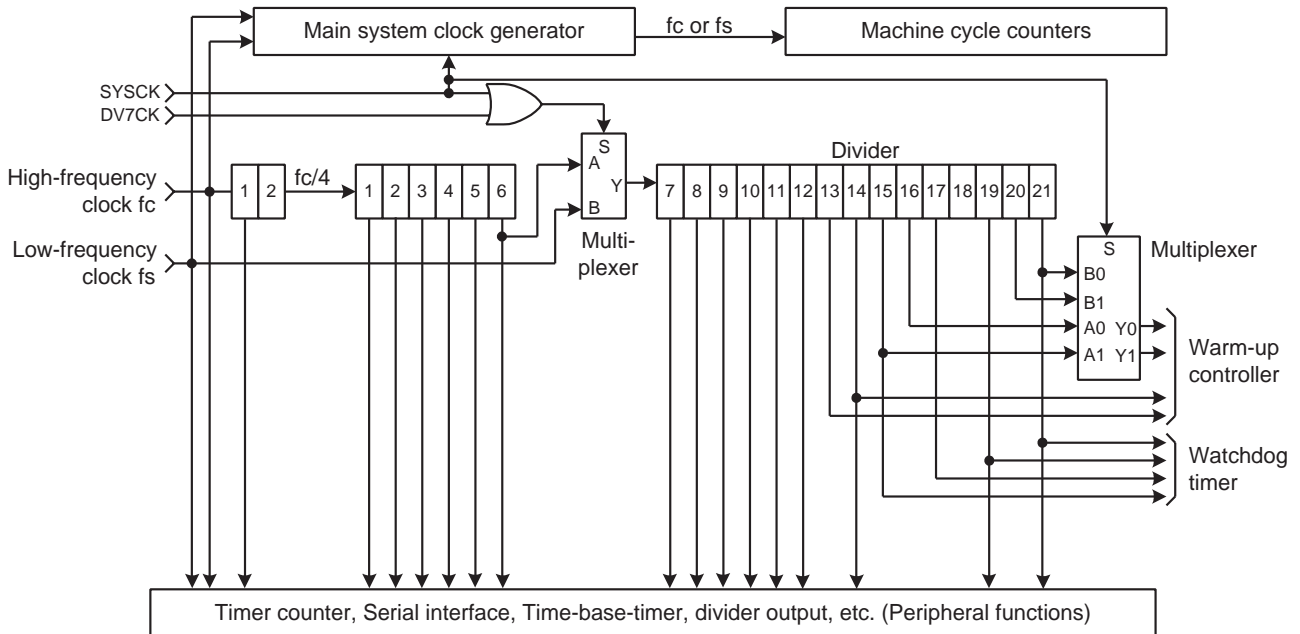 Main system clock generator
fc or fs
Machine cycle counters
SYSCK
DV7CK
High-frequency
clock fc
1 2
fc/4
1 2 3 4 5 6
S
A
Y
B
Multi-
plexer
Divider
7 8 9 10 11 12 13 14 15 16 17 18 19 20 21
Low-frequency
clock fs
S
B0
B1
A0 Y0
A1 Y1
Multiplexer
Warm-up
controller
Watchdog
timer
Timer counter, Serial interface, Time-base-timer, divider output, etc. (Peripheral functions)